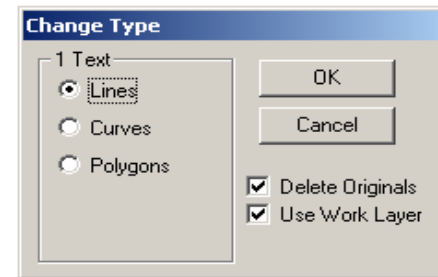 Change Type
1 Text
Lines
Curves
Polygons
OK
Cancel
Delete Originals
Use Work Layer